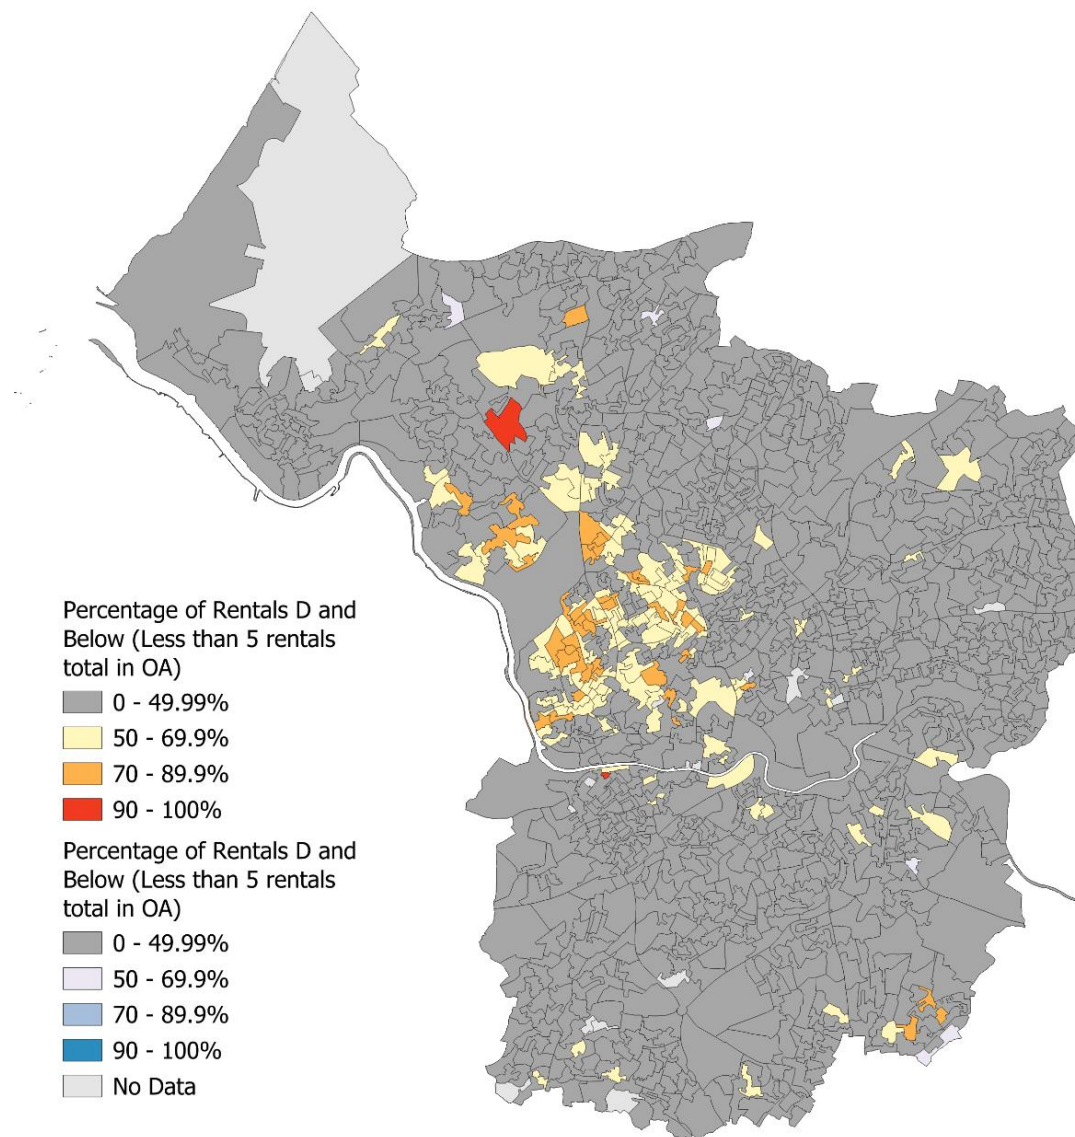 Percentage of Rentals D and
Below (Less than 5 rentals
total in OA)
0 - 49.99%
50 - 69.9%
70 - 89.9%
90 - 100%
Percentage of Rentals D and
Below (Less than 5 rentals
total in OA)
0 - 49.99%
50 - 69.9%
70 - 89.9%
90 - 100%
No Data